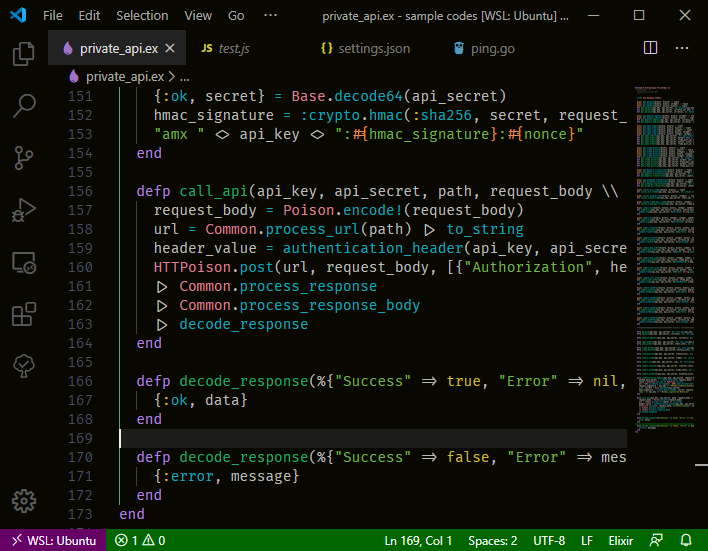 File Edit Selection View Go ··· private_api.ex - sample codes [WSL: Ubuntu] ...
private_api.ex JS test.js {} settings.json ping.go ···
private_api.ex > ...
151 {:ok, secret} = Base.decode64(api_secret)
152 hmac_signature = :crypto.hmac(:sha256, secret, request_
153 "amx " <> api_key <> ":#{hmac_signature}:#{nonce}"
154 end
155
156 defp call_api(api_key, api_secret, path, request_body \\
157 request_body = Poison.encode!(request_body)
158 url = Common.process_url(path) |> to_string
159 header_value = authentication_header(api_key, api_secre
160 HTTPoison.post(url, request_body, [{"Authorization", he
161 |> Common.process_response
162 |> Common.process_response_body
163 |> decode_response
164 end
165
166 defp decode_response(%{"Success" => true, "Error" => nil,
167 {:ok, data}
168 end
169
170 defp decode_response(%{"Success" => false, "Error" => mes
171 {:error, message}
172 end
173 end
WSL: Ubuntu 1 0 Ln 169, Col 1 Spaces: 2 UTF-8 LF Elixir